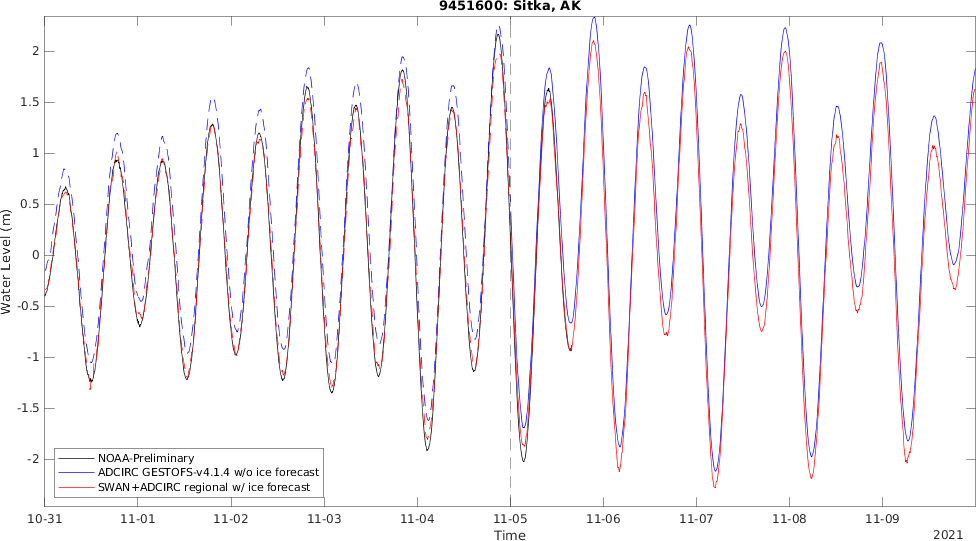 9451600: Sitka, AK
2
1.5
1
0.5
0
-0.5
-1
-1.5
-2
Water Level (m)
NOAA-Preliminary
ADCIRC GESTOFS-v4.1.4 w/o ice forecast
SWAN+ADCIRC regional w/ ice forecast
10-31 11-01 11-02 11-03 11-04 11-05 11-06 11-07 11-08 11-09
Time
2021